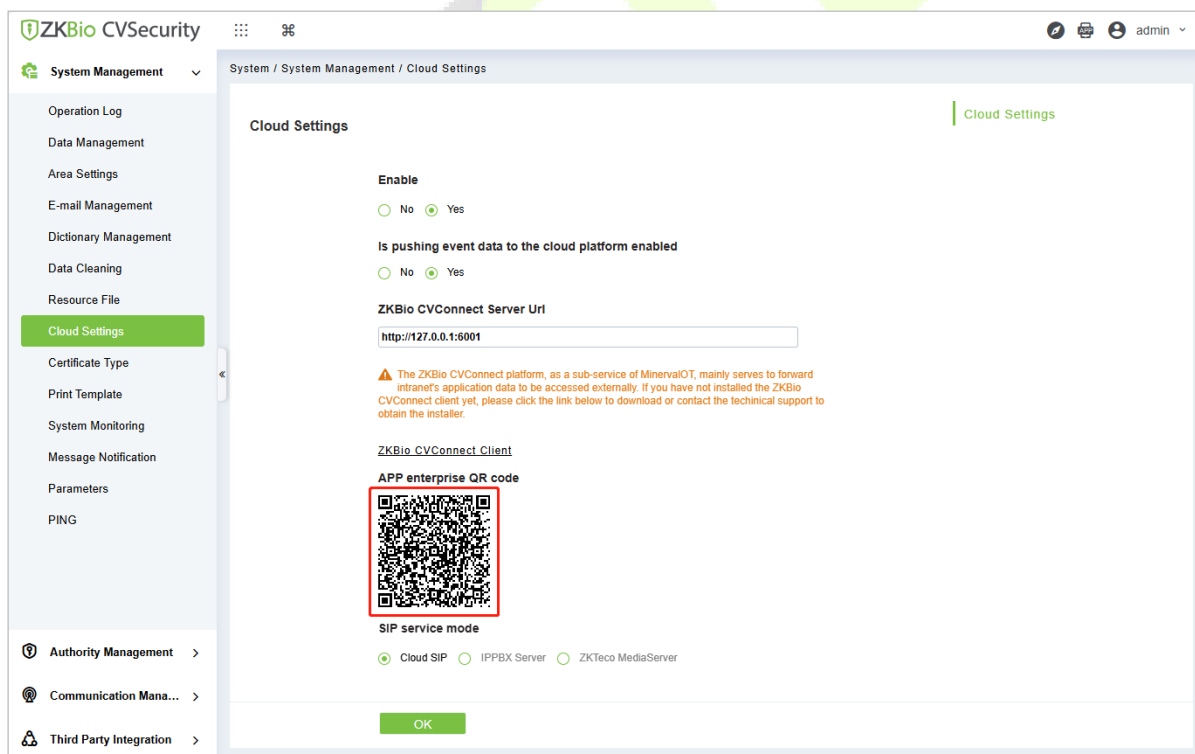 ZKBio CVSecurity
admin
System Management
Operation Log
Data Management
Area Settings
E-mail Management
Dictionary Management
Data Cleaning
Resource File
Cloud Settings
Certificate Type
Print Template
System Monitoring
Message Notification
Parameters
PING
Authority Management
Communication Mana...
Third Party Integration
System / System Management / Cloud Settings
Cloud Settings
Cloud Settings
Enable
No Yes
Is pushing event data to the cloud platform enabled
No Yes
ZKBio CVConnect Server Url
http://127.0.0.1:6001
The ZKBio CVConnect platform, as a sub-service of MinervaIOT, mainly serves to forward
intranet's application data to be accessed externally. If you have not installed the ZKBio
CVConnect client yet, please click the link below to download or contact the techinical support to
obtain the installer.
ZKBio CVConnect Client
APP enterprise QR code
SIP service mode
Cloud SIP IPPBX Server ZKTeco MediaServer
OK